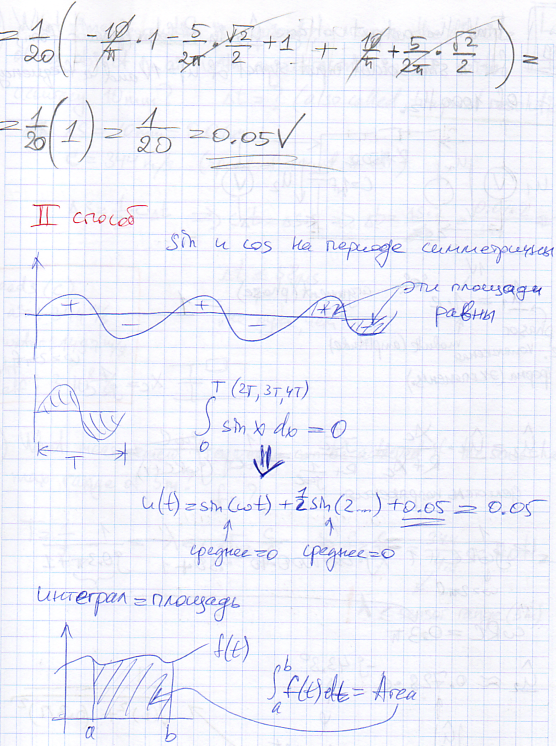 = 1/20 ( - 10/π · 1 - 5/2π · √2/2 + 1 + 10/π + 5/2π · √2/2 ) =
= 1/20 (1) = 1/20 = 0.05V
II способ
sin и cos на периоде симметричны
+ + ++ эти площади
- - - равны
T (2T, 3T, 4T)
∫ sin x dx = 0
0
T
u(t) = sin(ωt) + 1/2 sin(2...) + 0.05 = 0.05
среднее=0 среднее=0
интеграл = площадь
f(t)
b
∫ f(t)dt = Area
a
a b